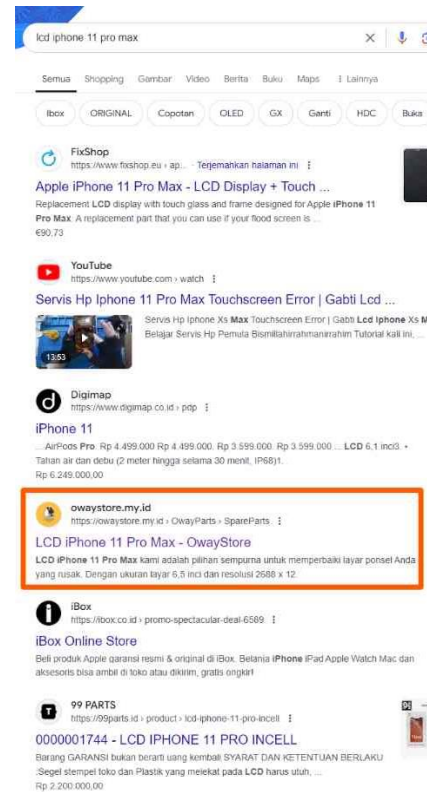 lcd iphone 11 pro max
Semua Shopping Gambar Video Berita Buku Maps Lainnya
Ibox ORIGINAL Copotan OLED GX Ganti HDC Buka
FixShop
https://www.fixshop.eu › ap... · Terjemahkan halaman ini
Apple iPhone 11 Pro Max - LCD Display + Touch ...
Replacement LCD display with touch glass and frame designed for Apple iPhone 11
Pro Max. A replacement part that you can use if your flood screen is ...
€90,73
YouTube
https://www.youtube.com › watch
Servis Hp Iphone 11 Pro Max Touchscreen Error | Gabti Lcd ...
Servis Hp Iphone Xs Max Touchscreen Error | Gabti Lcd Iphone Xs M
Belajar Servis Hp Pemula Bismillahirrahmanirrahim Tutorial kali ini, ...
13:53
Digimap
https://www.digimap.co.id › pdp
iPhone 11
... AirPods Pro. Rp 4.499.000 Rp 4.499.000. Rp 3.599.000. Rp 3.599.000 ... LCD 6,1 inci3. •
Tahan air dan debu (2 meter hingga selama 30 menit, IP68)1.
Rp 6.249.000,00
owaystore.my.id
https://owaystore.my.id › OwayParts › SpareParts
LCD iPhone 11 Pro Max - OwayStore
LCD iPhone 11 Pro Max kami adalah pilihan sempurna untuk memperbaiki layar ponsel Anda
yang rusak. Dengan ukuran layar 6,5 inci dan resolusi 2688 x 12.
iBox
https://ibox.co.id › promo-spectacular-deal-6589
iBox Online Store
Beli produk Apple garansi resmi & original di iBox. Belanja iPhone iPad Apple Watch Mac dan
aksesoris bisa ambil di toko atau dikirim, gratis ongkir!
99 PARTS
https://99parts.id › product › lcd-iphone-11-pro-incell
0000001744 - LCD IPHONE 11 PRO INCELL
Barang GARANSI bukan berarti uang kembali SYARAT DAN KETENTUAN BERLAKU
:Segel stempel toko dan Plastik yang melekat pada LCD harus utuh, ...
Rp 2.200.000,00